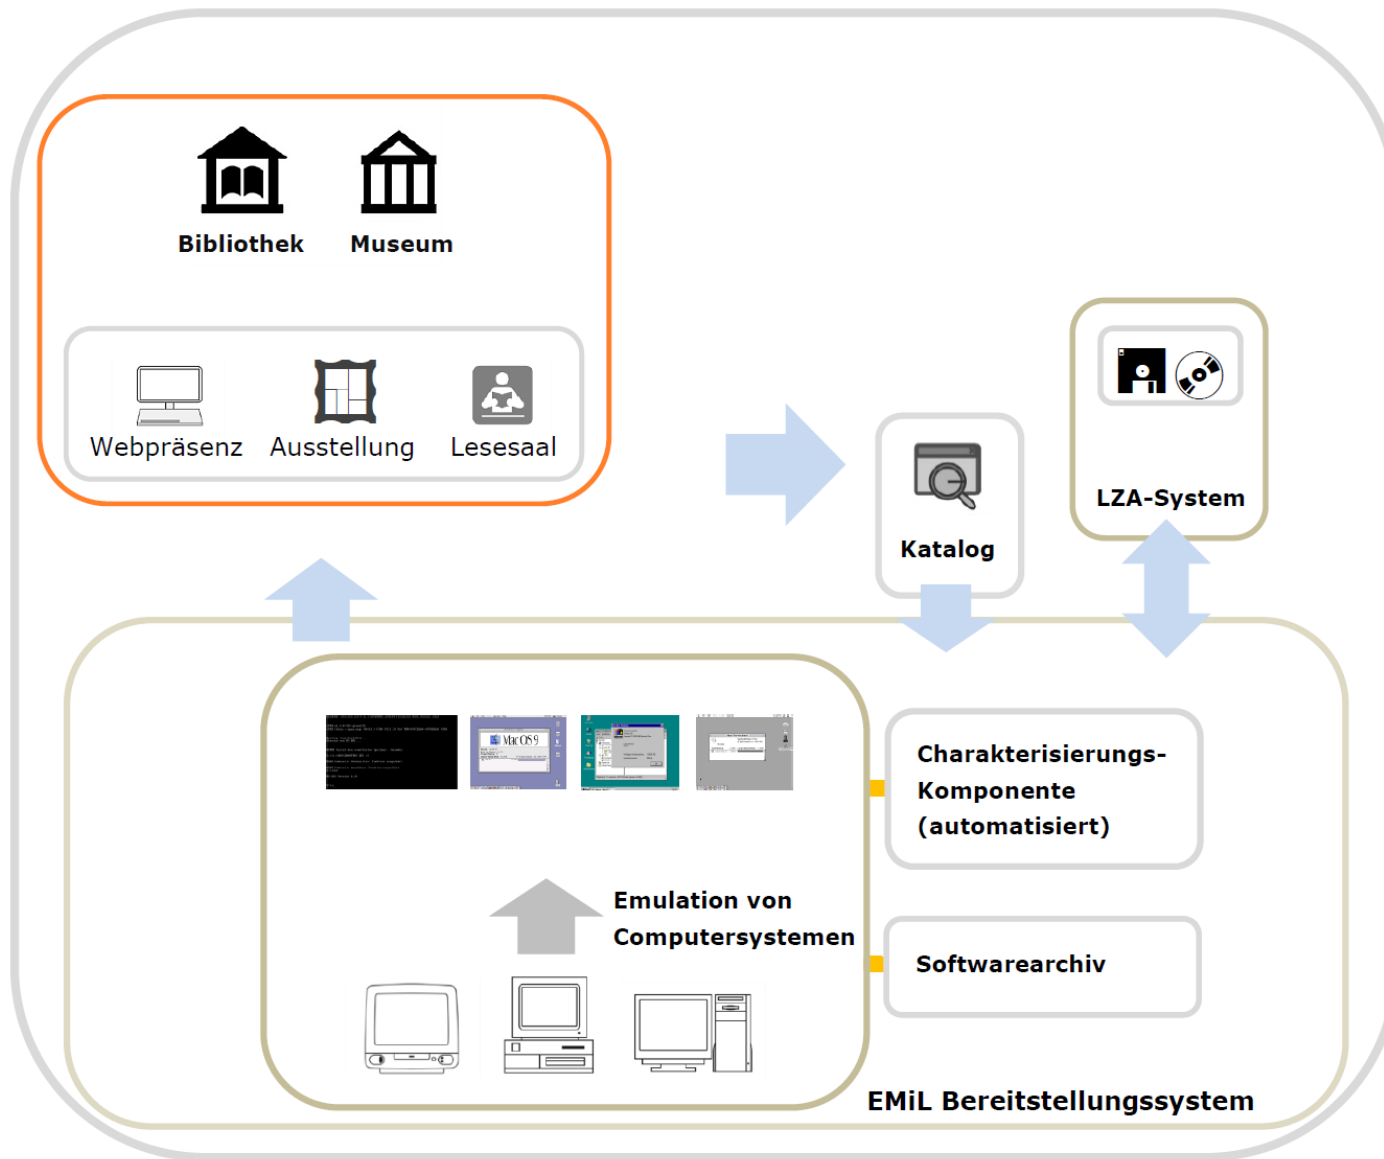 Bibliothek
Museum
Webpräsenz
Ausstellung
Lesesaal
Katalog
LZA-System
Mac OS 9
Charakterisierungs-
Komponente
(automatisiert)
Emulation von
Computersystemen
Softwarearchiv
EMiL Bereitstellungssystem